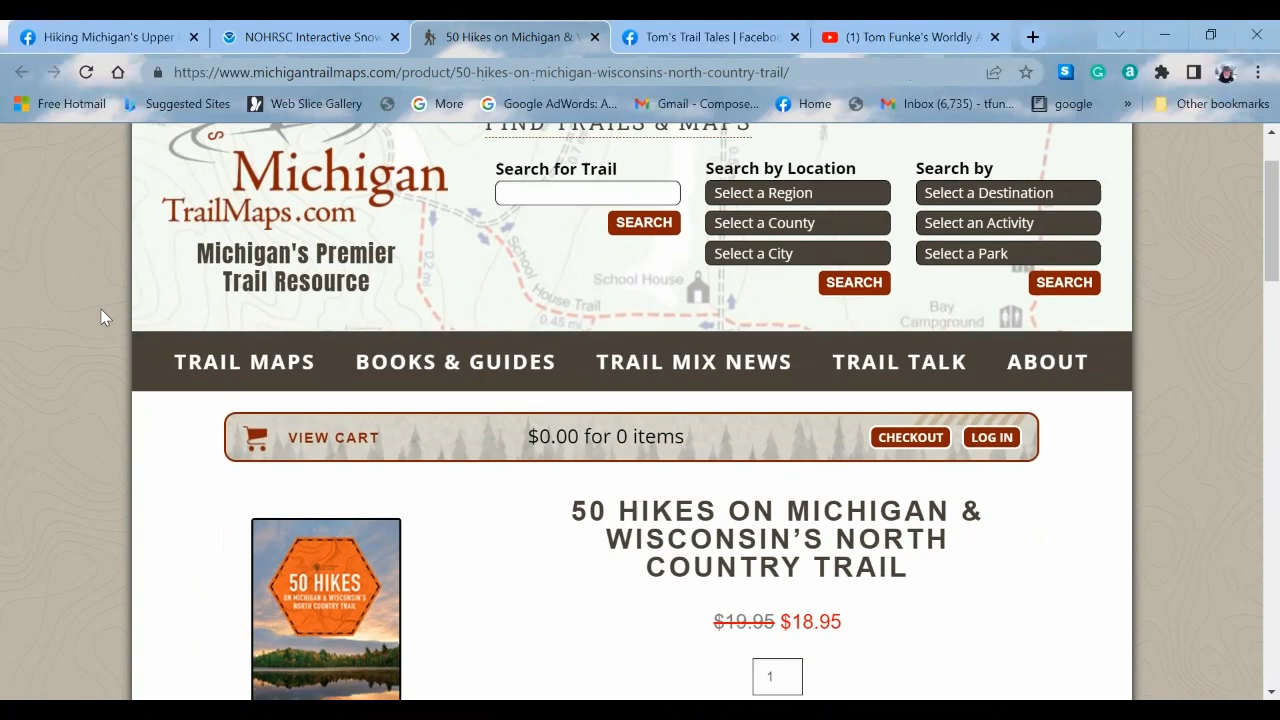 Hiking Michigan's Upper
NOHRSC Interactive Snow
50 Hikes on Michigan & W
Tom's Trail Tales | Facebo
(1) Tom Funke's Worldly A
https://www.michigantrailmaps.com/product/50-hikes-on-michigan-wisconsins-north-country-trail/
Free Hotmail
Suggested Sites
Web Slice Gallery
More
Google AdWords: A...
Gmail - Compose...
Home
Inbox (6,735) - tfun...
google
»
Other bookmarks
FIND TRAILS & MAPS
Michigan
TrailMaps.com
Michigan's Premier
Trail Resource
Search for Trail
SEARCH
Search by Location
Select a Region
Select a County
Select a City
SEARCH
Search by
Select a Destination
Select an Activity
Select a Park
SEARCH
0.2 mi
School
House Trail
0.45 mi
School House
Bay
Campground
TRAIL MAPS BOOKS & GUIDES TRAIL MIX NEWS TRAIL TALK ABOUT
VIEW CART $0.00 for 0 items CHECKOUT LOG IN
50 HIKES
ON MICHIGAN & WISCONSIN'S
NORTH COUNTRY TRAIL
50 HIKES ON MICHIGAN &
WISCONSIN'S NORTH
COUNTRY TRAIL
$19.95 $18.95
1